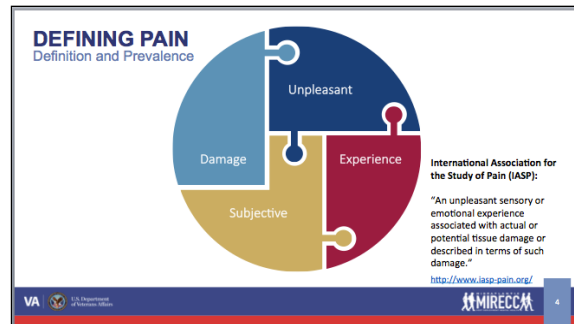 DEFINING PAIN
Definition and Prevalence
Unpleasant
Damage
Experience
Subjective
International Association for
the Study of Pain (IASP):
“An unpleasant sensory or
emotional experience
associated with actual or
potential tissue damage or
described in terms of such
damage.”
http://www.iasp-pain.org/
VA
U.S. Department
of Veterans Affairs
MIRECC
4